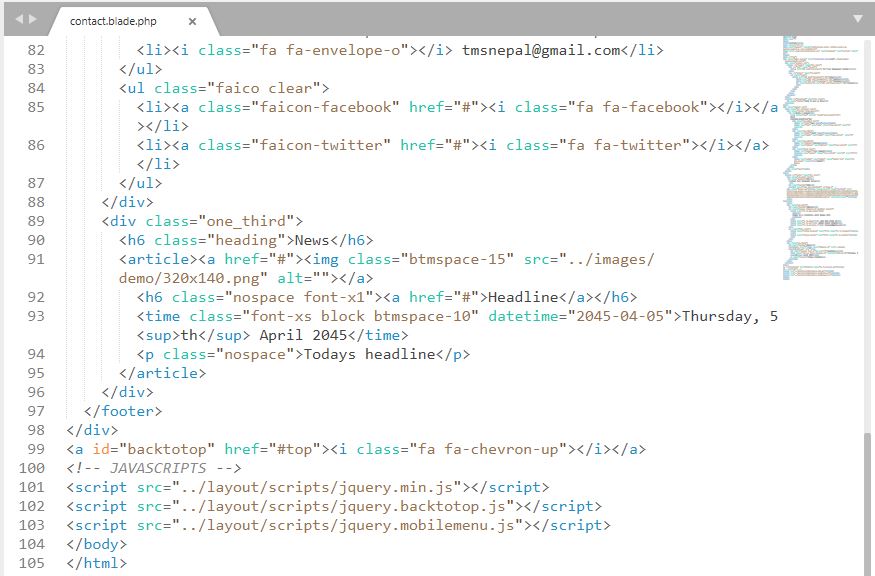 contact.blade.php ×
82 <li><i class="fa fa-envelope-o"></i> tmsnepal@gmail.com</li>
83 </ul>
84 <ul class="faico clear">
85 <li><a class="faicon-facebook" href="#"><i class="fa fa-facebook"></i></a
></li>
86 <li><a class="faicon-twitter" href="#"><i class="fa fa-twitter"></i></a>
</li>
87 </ul>
88 </div>
89 <div class="one_third">
90 <h6 class="heading">News</h6>
91 <article><a href="#"><img class="btmspace-15" src="../images/
demo/320x140.png" alt=""></a>
92 <h6 class="nospace font-x1"><a href="#">Headline</a></h6>
93 <time class="font-xs block btmspace-10" datetime="2045-04-05">Thursday, 5
<sup>th</sup> April 2045</time>
94 <p class="nospace">Todays headline</p>
95 </article>
96 </div>
97 </footer>
98 </div>
99 <a id="backtotop" href="#top"><i class="fa fa-chevron-up"></i></a>
100 <!-- JAVASCRIPTS -->
101 <script src="../layout/scripts/jquery.min.js"></script>
102 <script src="../layout/scripts/jquery.backtotop.js"></script>
103 <script src="../layout/scripts/jquery.mobilemenu.js"></script>
104 </body>
105 </html>